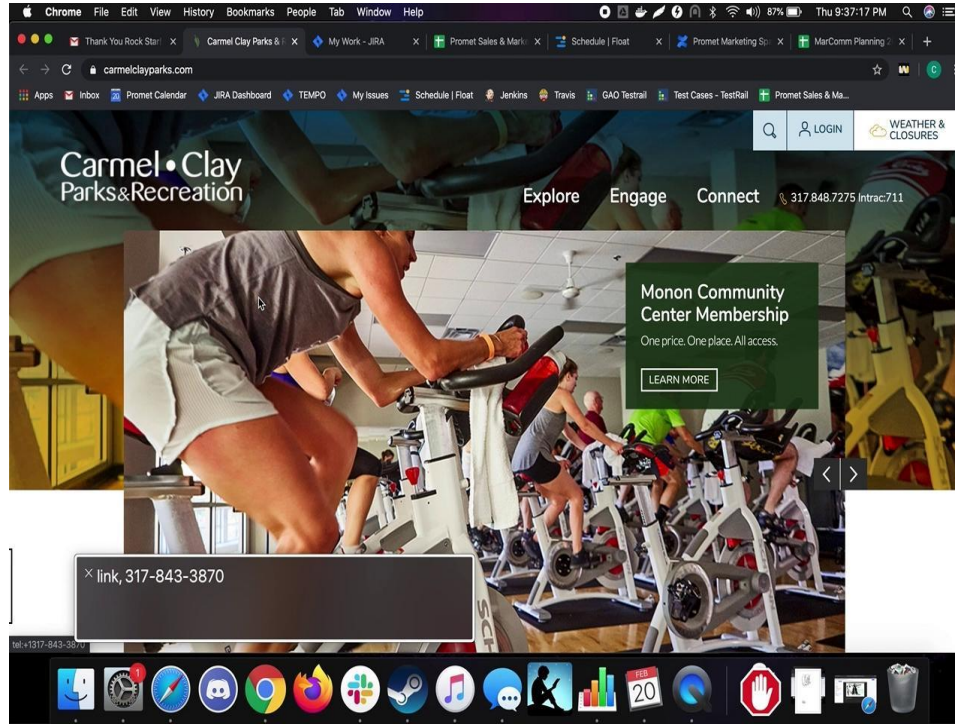 Chrome File Edit View History Bookmarks People Tab Window Help 87% Thu 9:37:17 PM
Thank You Rock Star Carmel Clay Parks & R My Work - JIRA Promet Sales & Mark Schedule | Float Promet Marketing Sp MarComm Planning 2
carmelclayparks.com C
Apps Inbox Promet Calendar JIRA Dashboard TEMPO My Issues Schedule | Float Jenkins Travis GAO Testrail Test Cases - TestRail Promet Sales & Ma...
LOGIN
WEATHER &
CLOSURES
Carmel • Clay
Parks&Recreation
Explore Engage Connect 317.848.7275 Intrac:711
Monon Community
Center Membership
One price. One place. All access.
LEARN MORE
link, 317-843-3870
tel:+1317-843-3870
SCH
1
FEB
20